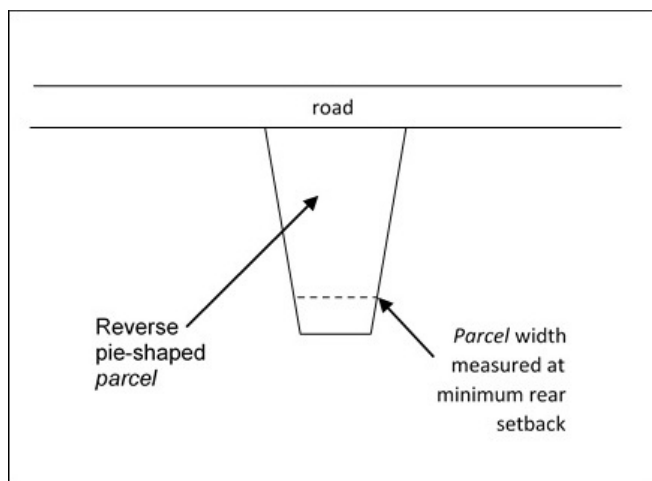 road
Reverse
pie-shaped
parcel
Parcel width
measured at
minimum rear
setback